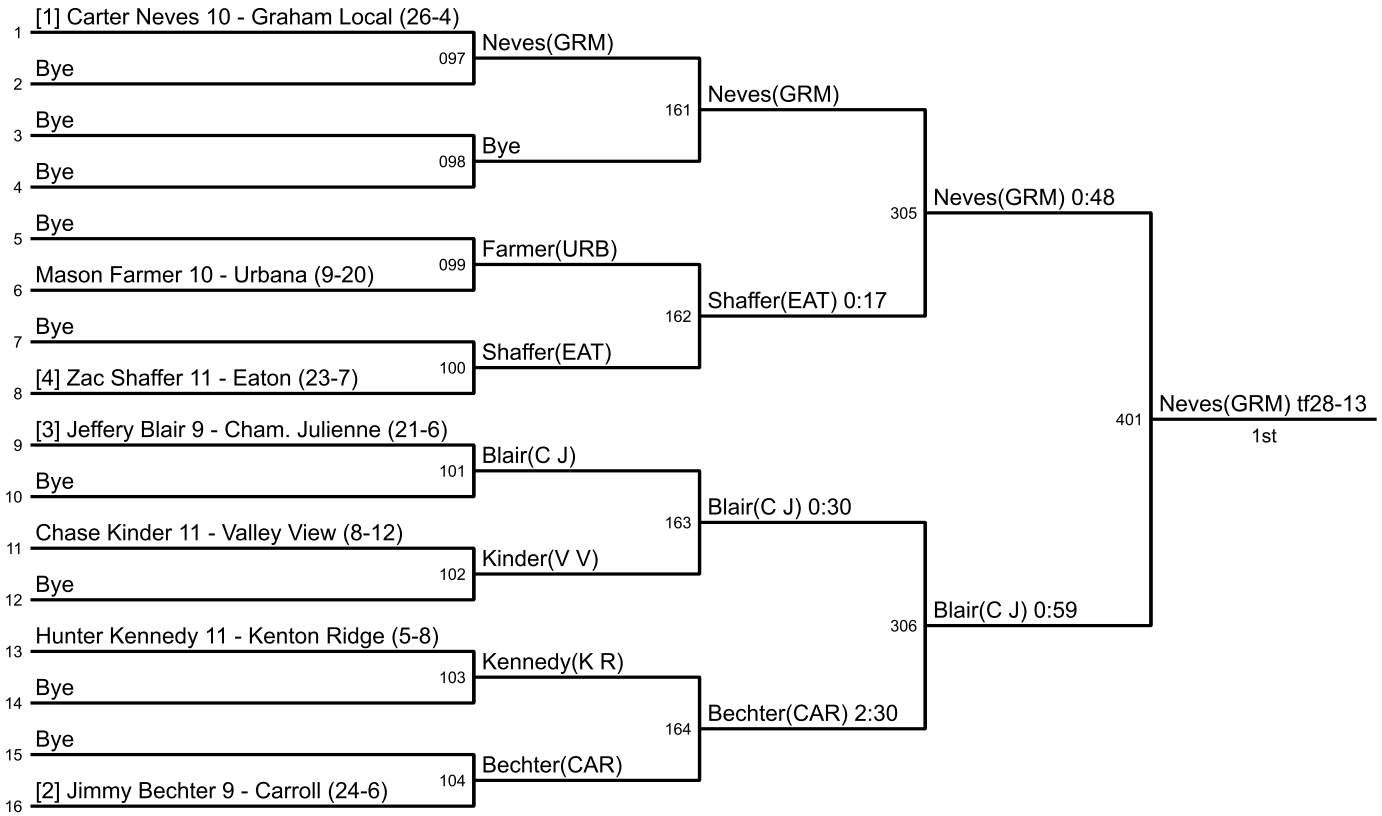 1 [1] Carter Neves 10 - Graham Local (26-4)
2 Bye
3 Bye
4 Bye
5 Bye
6 Mason Farmer 10 - Urbana (9-20)
7 Bye
8 [4] Zac Shaffer 11 - Eaton (23-7)
9 [3] Jeffery Blair 9 - Cham. Julienne (21-6)
10 Bye
11 Chase Kinder 11 - Valley View (8-12)
12 Bye
13 Hunter Kennedy 11 - Kenton Ridge (5-8)
14 Bye
15 Bye
16 [2] Jimmy Bechter 9 - Carroll (24-6)
097 Neves(GRM)
098 Bye
099 Farmer(URB)
100 Shaffer(EAT)
101 Blair(C J)
102 Kinder(V V)
103 Kennedy(K R)
104 Bechter(CAR)
161 Neves(GRM)
162 Shaffer(EAT) 0:17
163 Blair(C J) 0:30
164 Bechter(CAR) 2:30
305 Neves(GRM) 0:48
306 Blair(C J) 0:59
401 Neves(GRM) tf28-13
1st